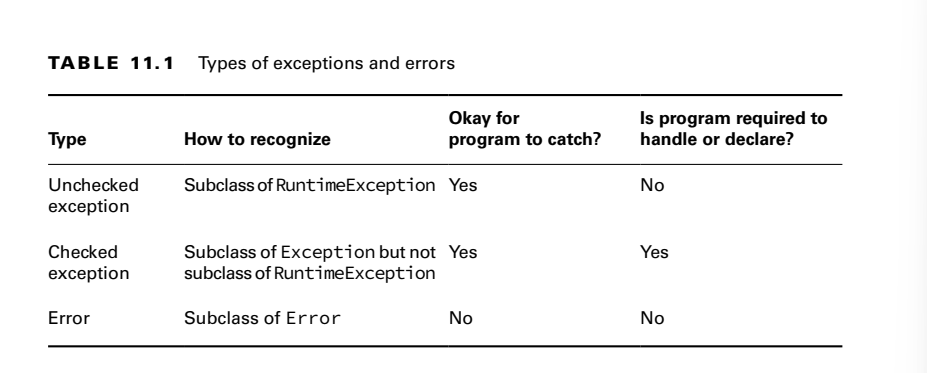 TABLE 11.1 Types of exceptions and errors
Type How to recognize Okay for program to catch? Is program required to handle or declare?
Unchecked exception Subclass of RuntimeException Yes No
Checked exception Subclass of Exception but not subclass of RuntimeException Yes Yes
Error Subclass of Error No No